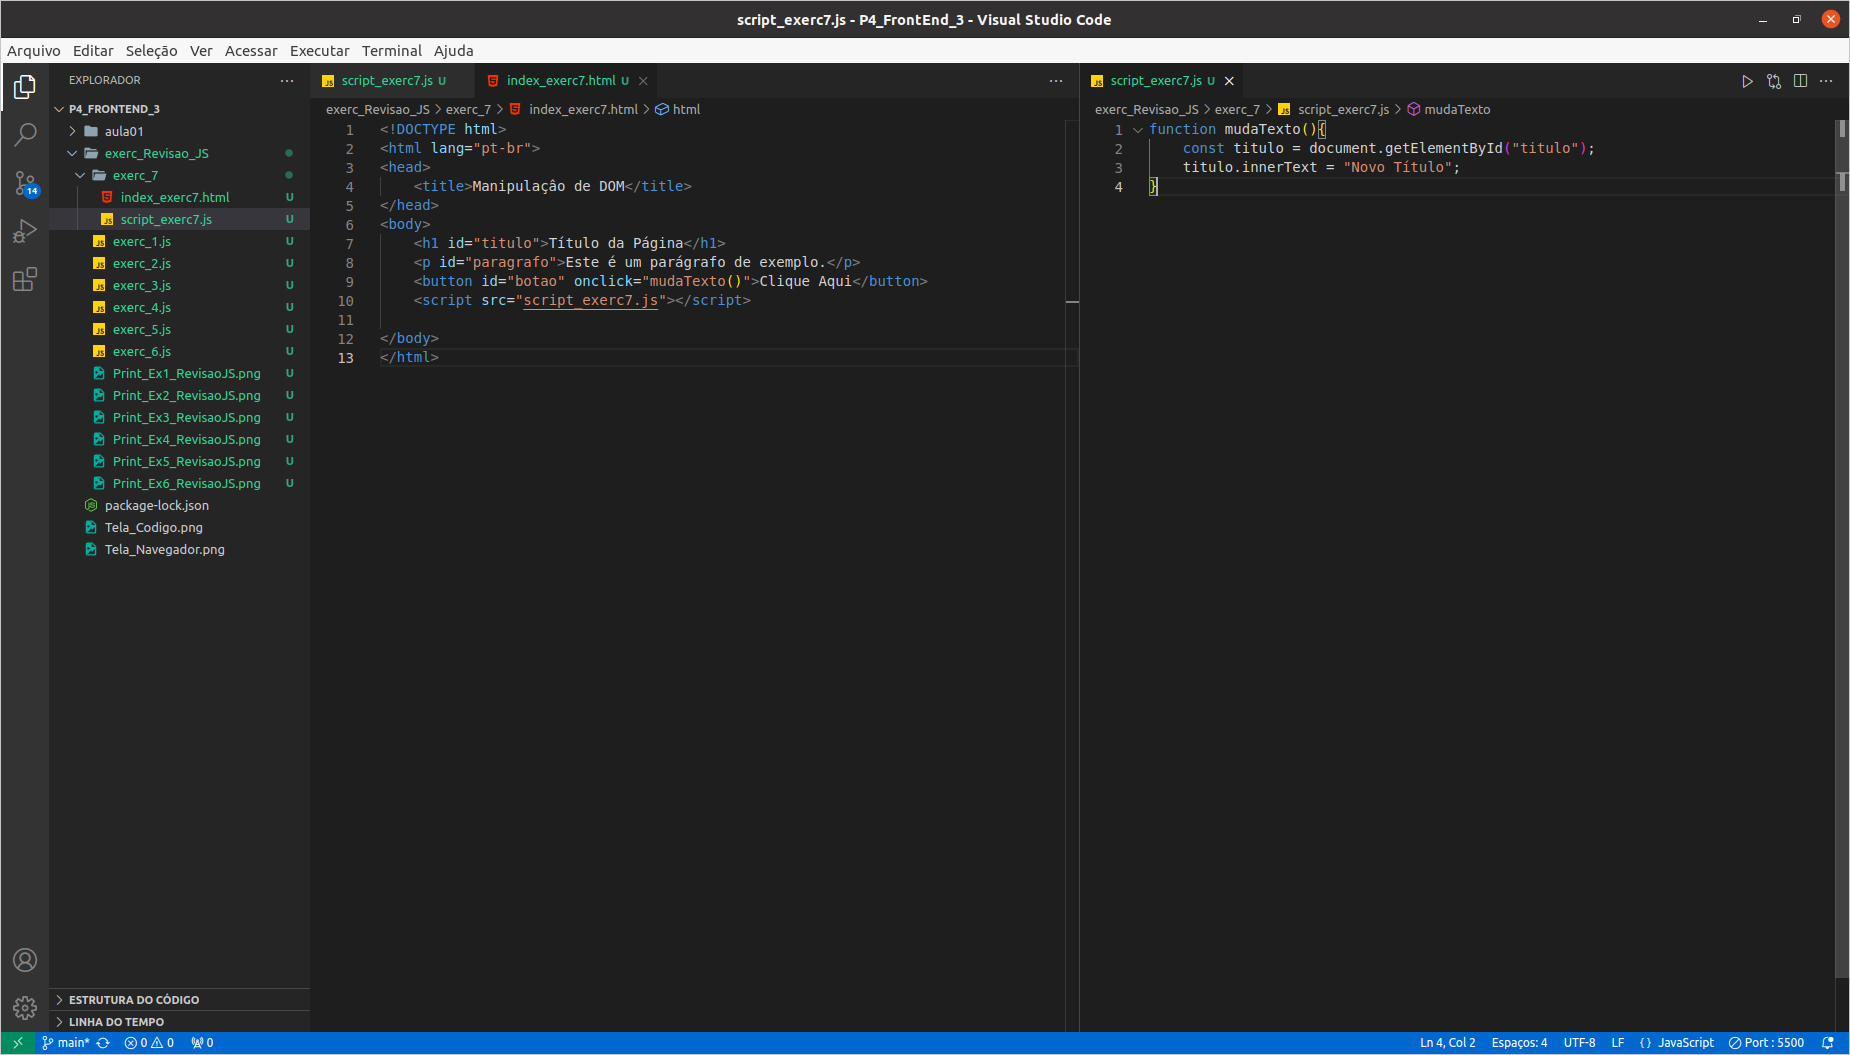 script_exerc7.js - P4_FrontEnd_3 - Visual Studio Code
Arquivo Editar Seleção Ver Acessar Executar Terminal Ajuda
EXPLORADOR
P4_FRONTEND_3
aula01
exerc_Revisao_JS
exerc_7
index_exerc7.html U
script_exerc7.js U
exerc_1.js U
exerc_2.js U
exerc_3.js U
exerc_4.js U
exerc_5.js U
exerc_6.js U
Print_Ex1_RevisaoJS.png U
Print_Ex2_RevisaoJS.png U
Print_Ex3_RevisaoJS.png U
Print_Ex4_RevisaoJS.png U
Print_Ex5_RevisaoJS.png U
Print_Ex6_RevisaoJS.png U
package-lock.json
Tela_Codigo.png
Tela_Navegador.png
ESTRUTURA DO CÓDIGO
LINHA DO TEMPO
14
script_exerc7.js U index_exerc7.html U
exerc_Revisao_JS > exerc_7 > index_exerc7.html > html
1 <!DOCTYPE html>
2 <html lang="pt-br">
3 <head>
4 <title>Manipulaçâo de DOM</title>
5 </head>
6 <body>
7 <h1 id="titulo">Título da Página</h1>
8 <p id="paragrafo">Este é um parágrafo de exemplo.</p>
9 <button id="botao" onclick="mudaTexto()">Clique Aqui</button>
10 <script src="script_exerc7.js"></script>
11
12 </body>
13 </html>
script_exerc7.js U
exerc_Revisao_JS > exerc_7 > script_exerc7.js > mudaTexto
1 function mudaTexto(){
2 const titulo = document.getElementById("titulo");
3 titulo.innerText = "Novo Título";
4 }
main* 0 0 0 Ln 4, Col 2 Espaços: 4 UTF-8 LF {} JavaScript Port : 5500